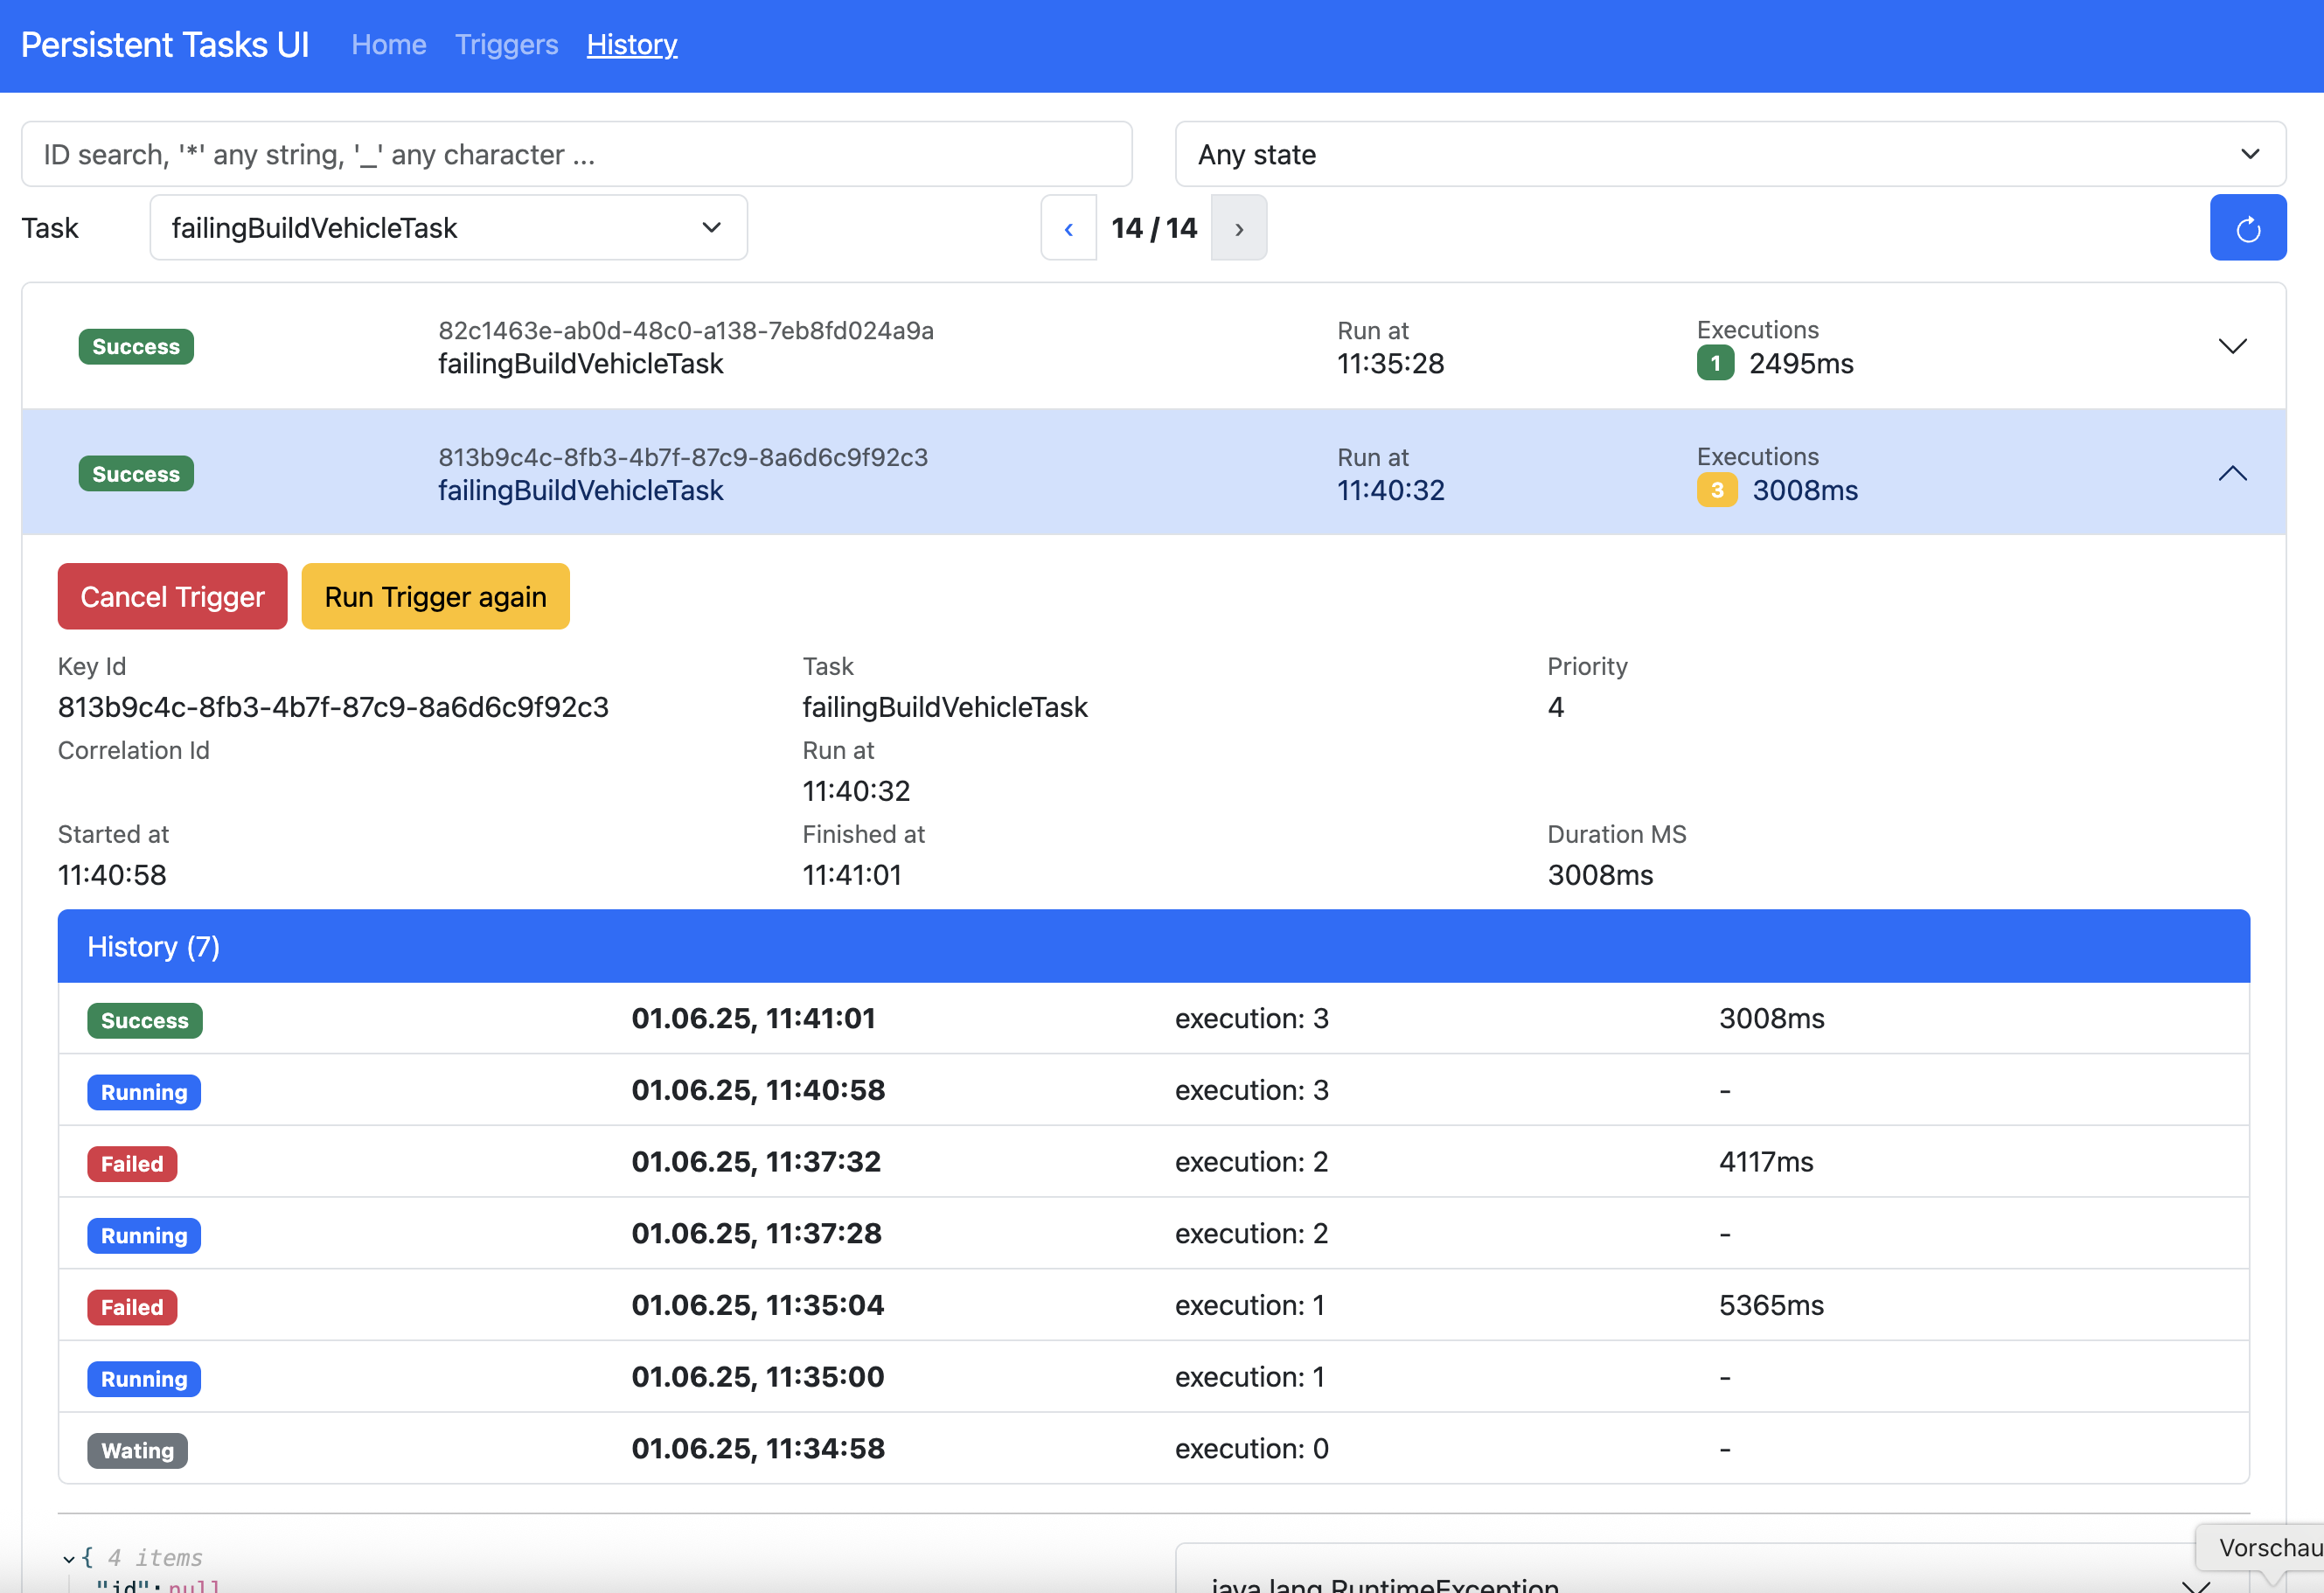 Persistent Tasks UI Home Triggers History
ID search, '*' any string, '_' any character ...
Any state
Task failingBuildVehicleTask ‹ 14 / 14 ›
Success
82c1463e-ab0d-48c0-a138-7eb8fd024a9a
failingBuildVehicleTask
Run at
11:35:28
Executions
1 2495ms
Success
813b9c4c-8fb3-4b7f-87c9-8a6d6c9f92c3
failingBuildVehicleTask
Run at
11:40:32
Executions
3 3008ms
Cancel Trigger Run Trigger again
Key Id
813b9c4c-8fb3-4b7f-87c9-8a6d6c9f92c3
Task
failingBuildVehicleTask
Priority
4
Correlation Id
Run at
11:40:32
Started at
11:40:58
Finished at
11:41:01
Duration MS
3008ms
History (7)
Success 01.06.25, 11:41:01 execution: 3 3008ms
Running 01.06.25, 11:40:58 execution: 3 -
Failed 01.06.25, 11:37:32 execution: 2 4117ms
Running 01.06.25, 11:37:28 execution: 2 -
Failed 01.06.25, 11:35:04 execution: 1 5365ms
Running 01.06.25, 11:35:00 execution: 1 -
Wating 01.06.25, 11:34:58 execution: 0 -
{ 4 items
"id": null
java.lang.RuntimeException
Vorschau